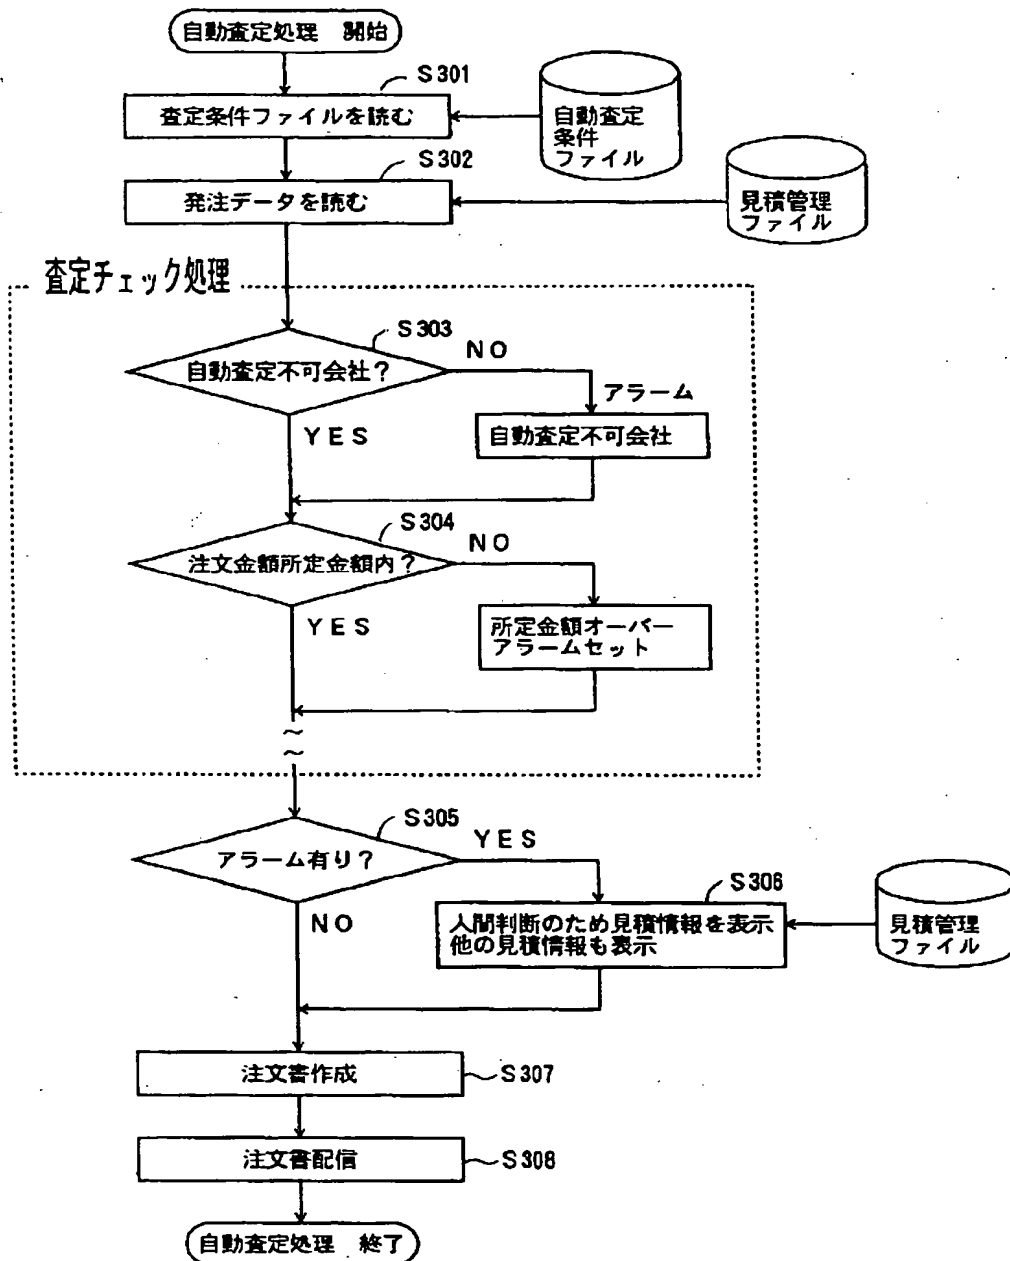 自動査定処理 開始
S301
査定条件ファイルを読む
自動査定
条件
ファイル
S302
発注データを読む
見積管理
ファイル
査定チェック処理
S303
自動査定不可会社?
NO
アラーム
YES
自動査定不可会社
S304
注文金額所定金額内?
NO
YES
所定金額オーバー
アラームセット
S305
アラーム有り?
YES
NO
S306
人間判断のため見積情報を表示
他の見積情報も表示
見積管理
ファイル
注文書作成
S307
注文書配信
S308
自動査定処理 終了